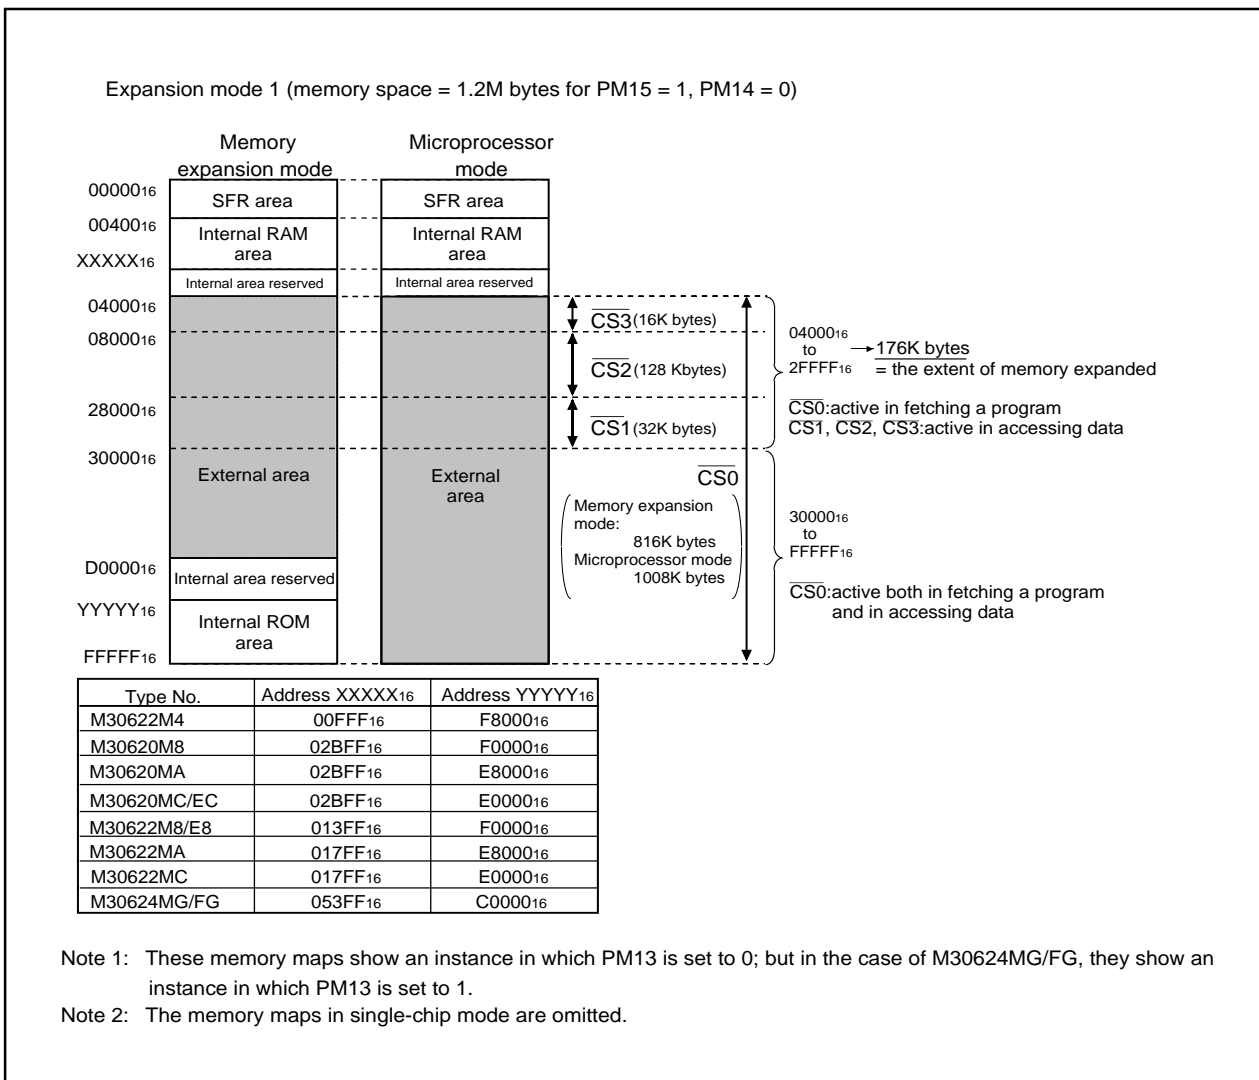 Expansion mode 1 (memory space = 1.2M bytes for PM15 = 1, PM14 = 0)
Memory expansion mode
Microprocessor mode
0000016
SFR area
SFR area
0040016
Internal RAM area
Internal RAM area
XXXXX16
Internal area reserved
Internal area reserved
0400016
CS3 (16K bytes)
0800016
CS2 (128 Kbytes)
2800016
CS1 (32K bytes)
3000016
External area
External area
CS0
Memory expansion mode:
816K bytes
Microprocessor mode
1008K bytes
D000016
Internal area reserved
YYYYY16
Internal ROM area
FFFFF16
0400016
to
2FFFF16
→ 176K bytes
= the extent of memory expanded
CS0:active in fetching a program
CS1, CS2, CS3:active in accessing data
3000016
to
FFFFF16
CS0:active both in fetching a program
and in accessing data
Type No. Address XXXXX16 Address YYYYY16
M30622M4 00FFF16 F800016
M30620M8 02BFF16 F000016
M30620MA 02BFF16 E800016
M30620MC/EC 02BFF16 E000016
M30622M8/E8 013FF16 F000016
M30622MA 017FF16 E800016
M30622MC 017FF16 E000016
M30624MG/FG 053FF16 C000016
Note 1: These memory maps show an instance in which PM13 is set to 0; but in the case of M30624MG/FG, they show an
instance in which PM13 is set to 1.
Note 2: The memory maps in single-chip mode are omitted.